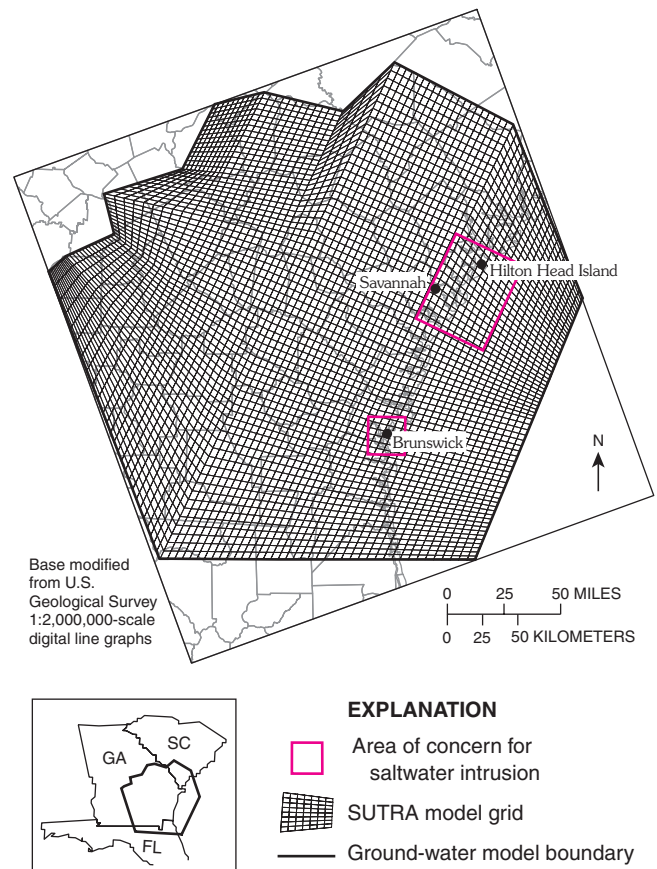 Hilton Head Island
Savannah
Brunswick
N
Base modified
from U.S.
Geological Survey
1:2,000,000-scale
digital line graphs
0 25 50 MILES
0 25 50 KILOMETERS
GA
SC
FL
EXPLANATION
Area of concern for
saltwater intrusion
SUTRA model grid
Ground-water model boundary